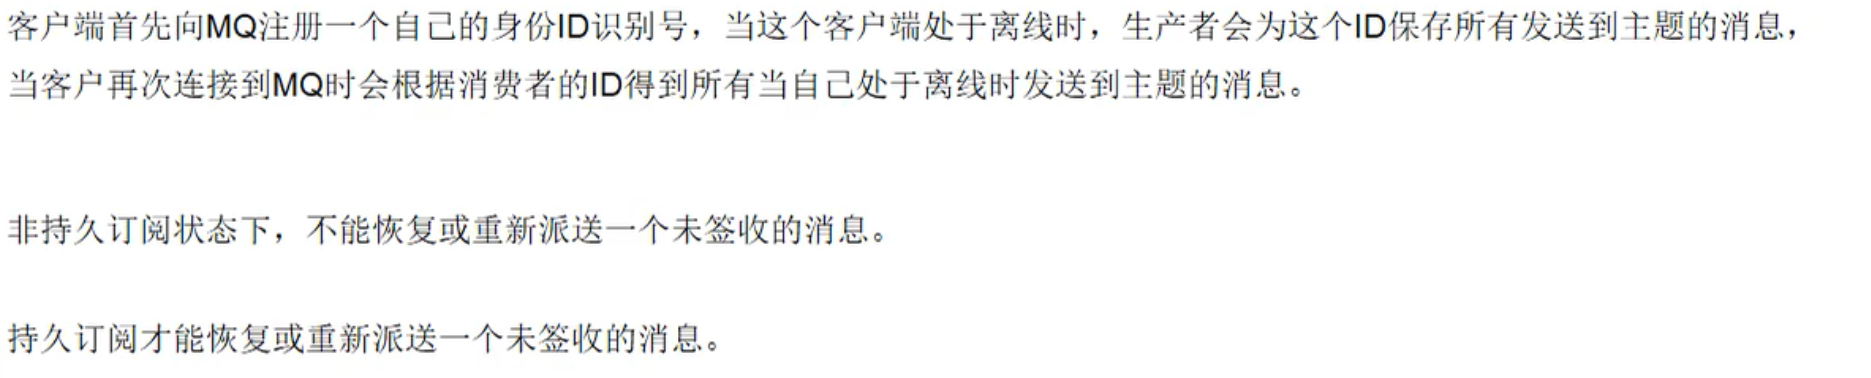 客户端首先向MQ注册一个自己的身份ID识别号，当这个客户端处于离线时，生产者会为这个ID保存所有发送到主题的消息，
当客户再次连接到MQ时会根据消费者的ID得到所有当自己处于离线时发送到主题的消息。
非持久订阅状态下，不能恢复或重新派送一个未签收的消息。
持久订阅才能恢复或重新派送一个未签收的消息。